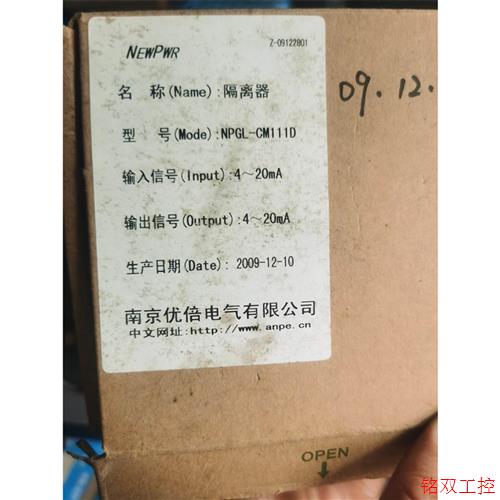 NEWPWR
Z-09122801
名 称(Name):隔离器
09.12.
型 号(Mode):NPGL-CM111D
输入信号(Input):4～20mA
输出信号(Output):4～20mA
生产日期(Date): 2009-12-10
南京优倍电气有限公司
中文网址:http://www.anpe.cn
OPEN
铭双工控